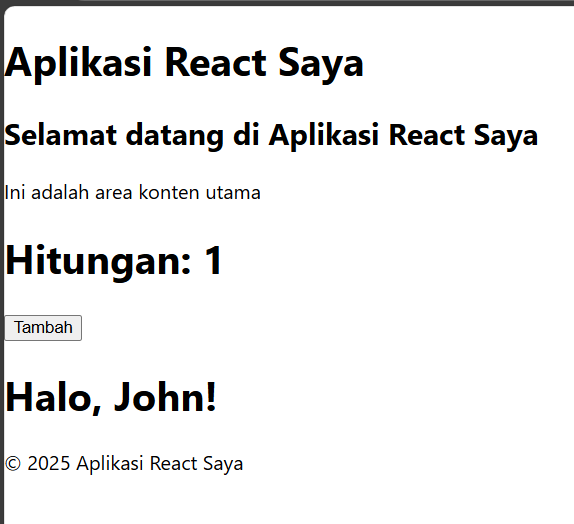 Aplikasi React Saya
Selamat datang di Aplikasi React Saya
Ini adalah area konten utama
Hitungan: 1
Tambah
Halo, John!
© 2025 Aplikasi React Saya